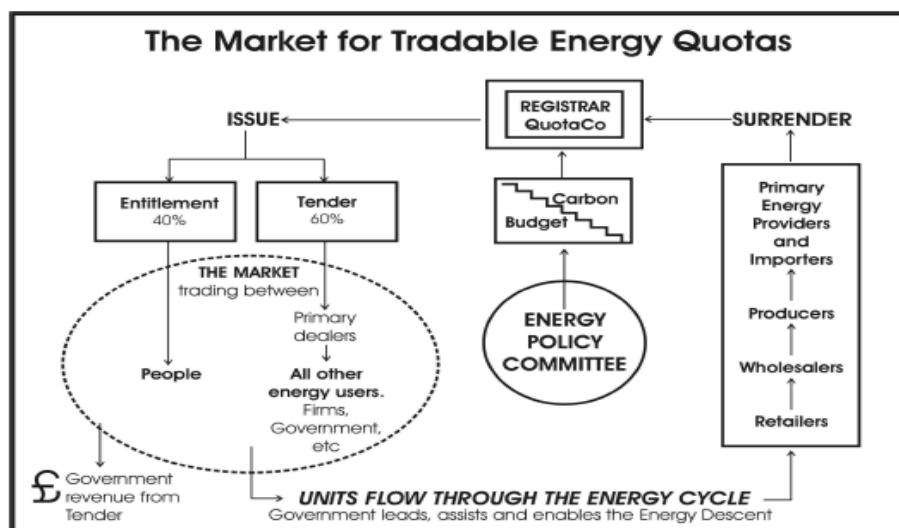 The Market for Tradable Energy Quotas
REGISTRAR
QuotaCo
ISSUE
SURRENDER
Entitlement
40%
Tender
60%
Carbon
Budget
Primary
Energy
Providers
and
Importers
Producers
Wholesalers
Retailers
THE MARKET
trading between
Primary
dealers
People
All other
energy users.
Firms,
Government,
etc
ENERGY
POLICY
COMMITTEE
£ Government
revenue from
Tender
UNITS FLOW THROUGH THE ENERGY CYCLE
Government leads, assists and enables the Energy Descent